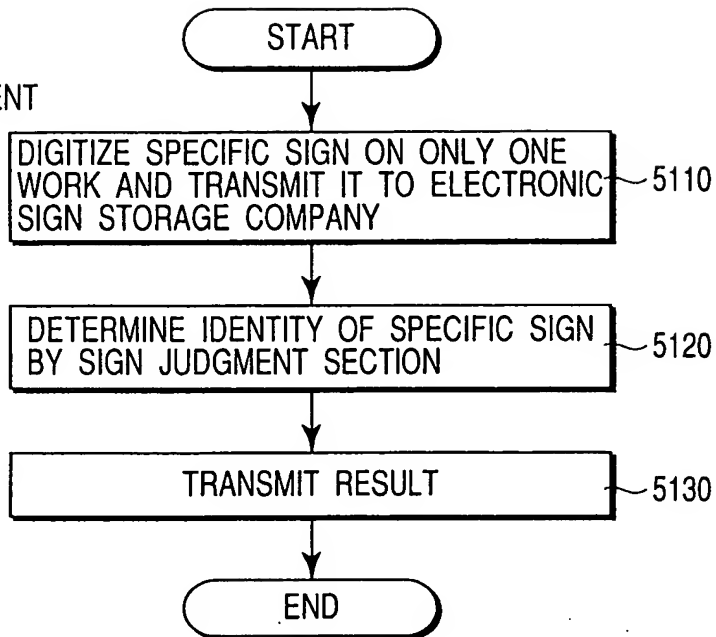 START
ENT
DIGITIZE SPECIFIC SIGN ON ONLY ONE
WORK AND TRANSMIT IT TO ELECTRONIC
SIGN STORAGE COMPANY
5110
DETERMINE IDENTITY OF SPECIFIC SIGN
BY SIGN JUDGMENT SECTION
5120
TRANSMIT RESULT
5130
END